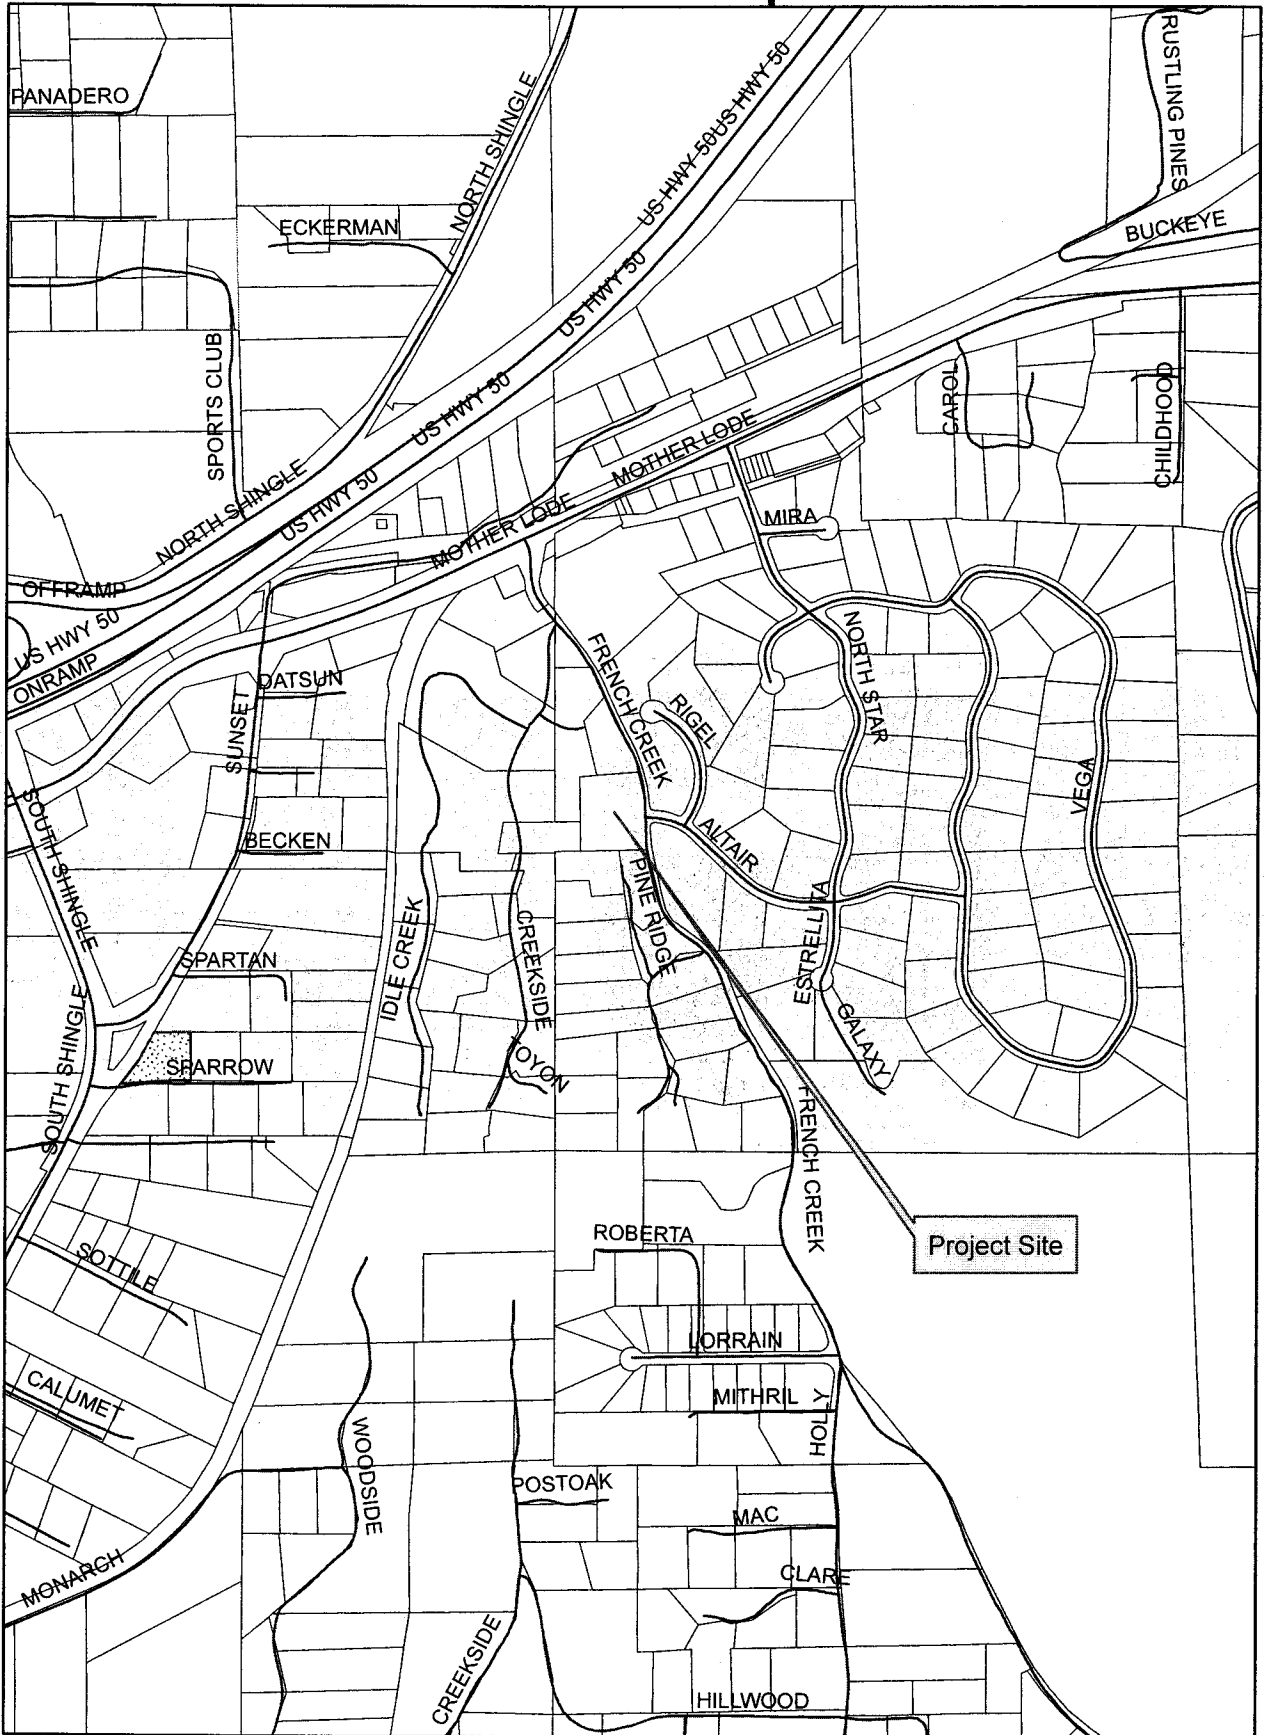 RUSTLING PINES
US HWY 50
US HWY 50
PANADERO
NORTH SHINGLE
US HWY 50
ECKERMAN
BUCKEYE
US HWY 50
SPORTS CLUB
CAROL
CHILDHOOD
US HWY 50
MOTHER LODE
NORTH SHINGLE
US HWY 50
MOTHER LODE
MIRA
OFFRAMP
US HWY 50
ONRAMP
DATSUN
SUNSET
FRENCH CREEK
RIGEL
NORTH STAR
VEGA
SOUTH SHINGLE
BECKEN
ALTAIR
PINE RIDGE
IDLE CREEK
CREEKSIDE
ESTRELLITA
SPARTAN
GALAXY
SOUTH SHINGLE
SPARROW
OYON
FRENCH CREEK
ROBERTA
Project Site
SOTTILE
LORRAIN
CALUMET
MITHRIL
HOLLY
WOODSIDE
POSTOAK
MAC
MONARCH
CLARE
CREEKSIDE
HILLWOOD